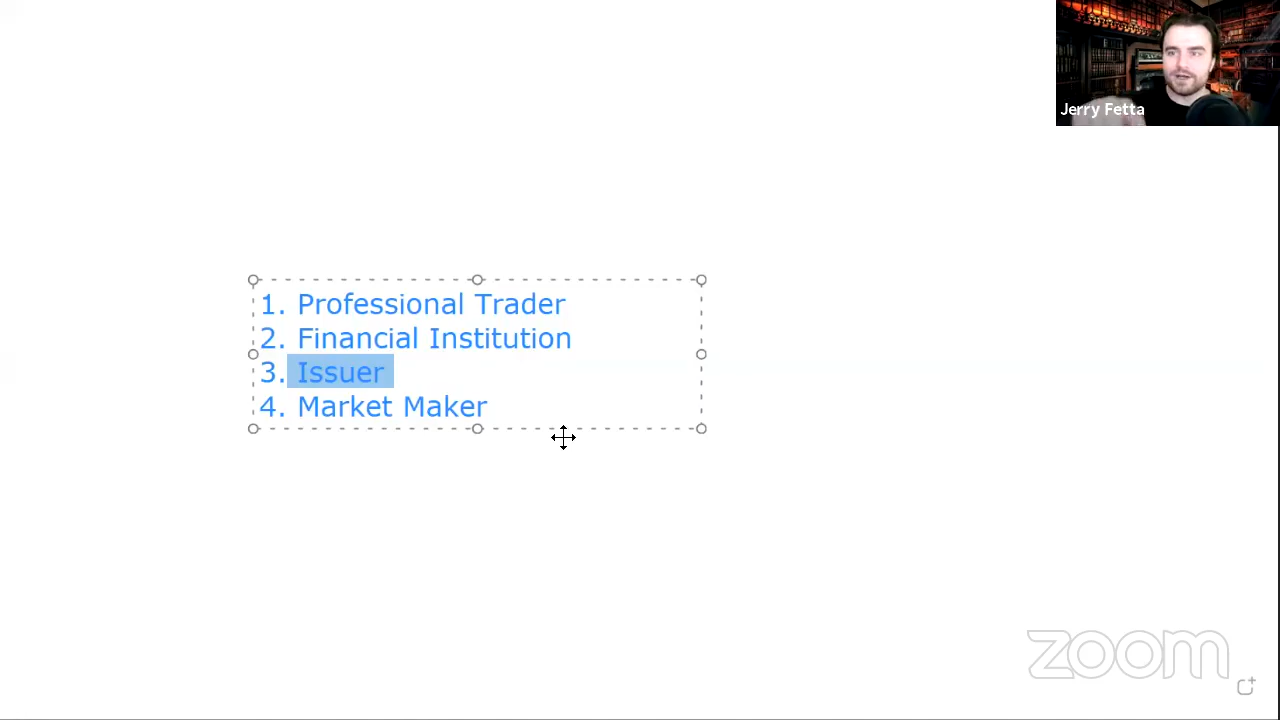 Jerry Fetta
1. Professional Trader
2. Financial Institution
3. Issuer
4. Market Maker
zoom